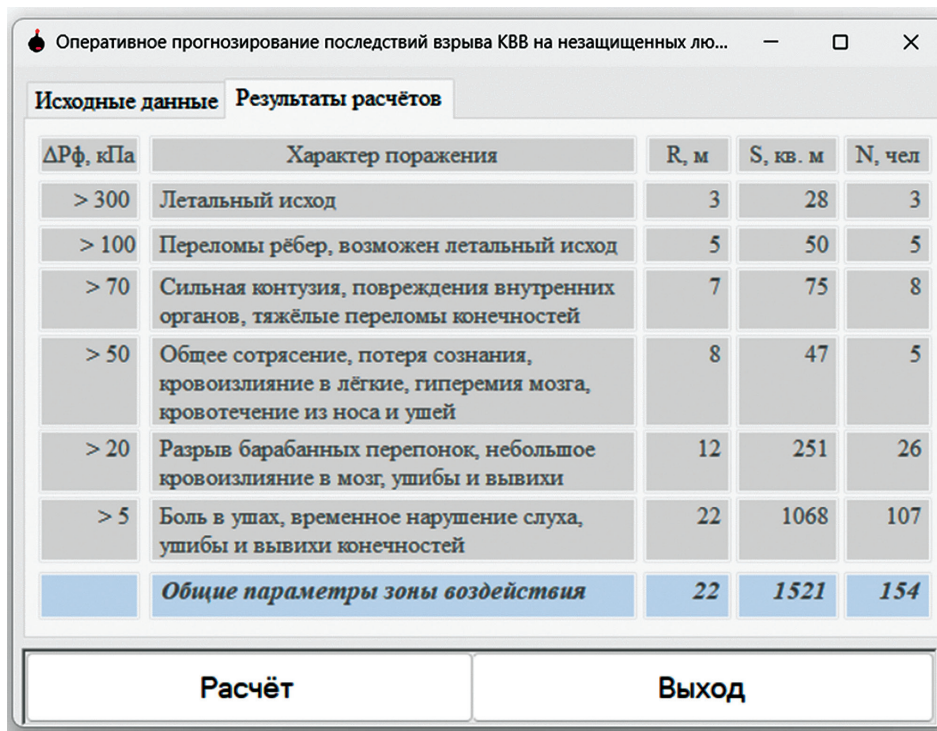 Оперативное прогнозирование последствий взрыва КВВ на незащищенных лю...
Исходные данные Результаты расчётов
ΔPф, кПа Характер поражения R, м S, кв. м N, чел
> 300 Летальный исход 3 28 3
> 100 Переломы рёбер, возможен летальный исход 5 50 5
> 70 Сильная контузия, повреждения внутренних 7 75 8
органов, тяжёлые переломы конечностей
> 50 Общее сотрясение, потеря сознания, 8 47 5
кровоизлияние в лёгкие, гиперемия мозга,
кровотечение из носа и ушей
> 20 Разрыв барабанных перепонок, небольшое 12 251 26
кровоизлияние в мозг, ушибы и вывихи
> 5 Боль в ушах, временное нарушение слуха, 22 1068 107
ушибы и вывихи конечностей
Общие параметры зоны воздействия 22 1521 154
Расчёт Выход